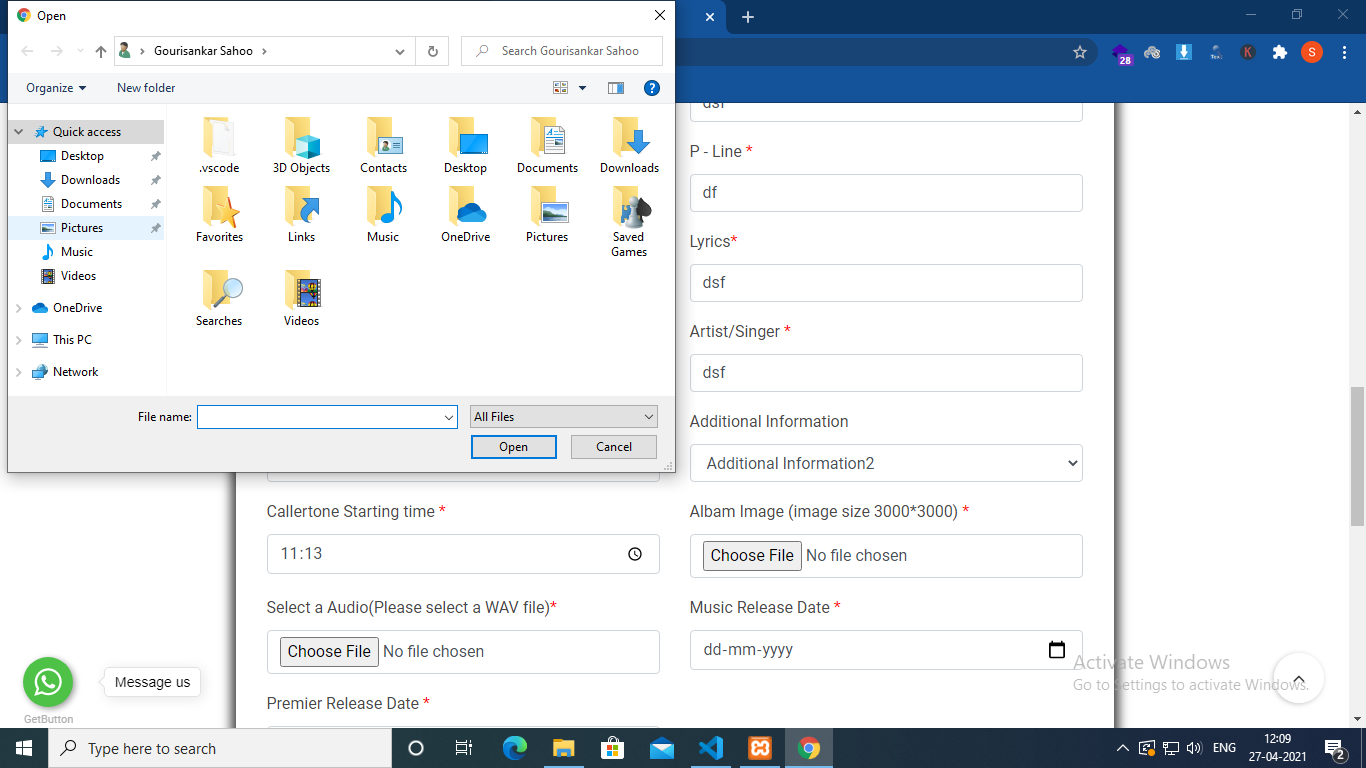 Open
Gourisankar Sahoo
Search Gourisankar Sahoo
Organize
New folder
28
Tex
K
S
Quick access
Desktop
Downloads
Documents
Pictures
Music
Videos
OneDrive
This PC
Network
.vscode
3D Objects
Contacts
Desktop
Documents
Downloads
Favorites
Links
Music
OneDrive
Pictures
Saved
Games
Searches
Videos
File name:
All Files
Open
Cancel
dsf
P - Line *
df
Lyrics*
dsf
Artist/Singer *
dsf
Additional Information
Additional Information2
Callertone Starting time *
11:13
Albam Image (image size 3000*3000) *
Choose File No file chosen
Select a Audio(Please select a WAV file)*
Choose File No file chosen
Music Release Date *
dd-mm-yyyy
Premier Release Date *
Message us
GetButton
Activate Windows
Go to Settings to activate Windows.
Type here to search
ENG
12:09
27-04-2021
2